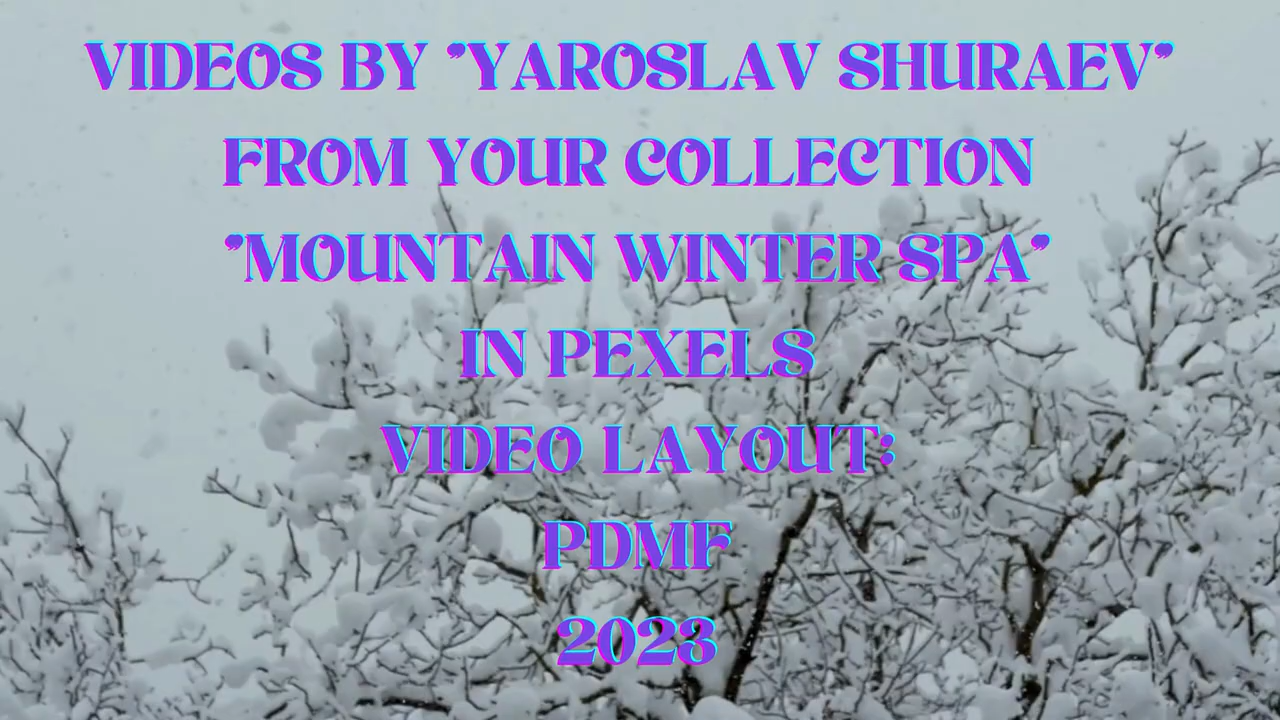 VIDEOS BY "YAROSLAV SHURAEV"
FROM YOUR COLLECTION
"MOUNTAIN WINTER SPA"
IN PEXELS
VIDEO LAYOUT:
PDMF
2023